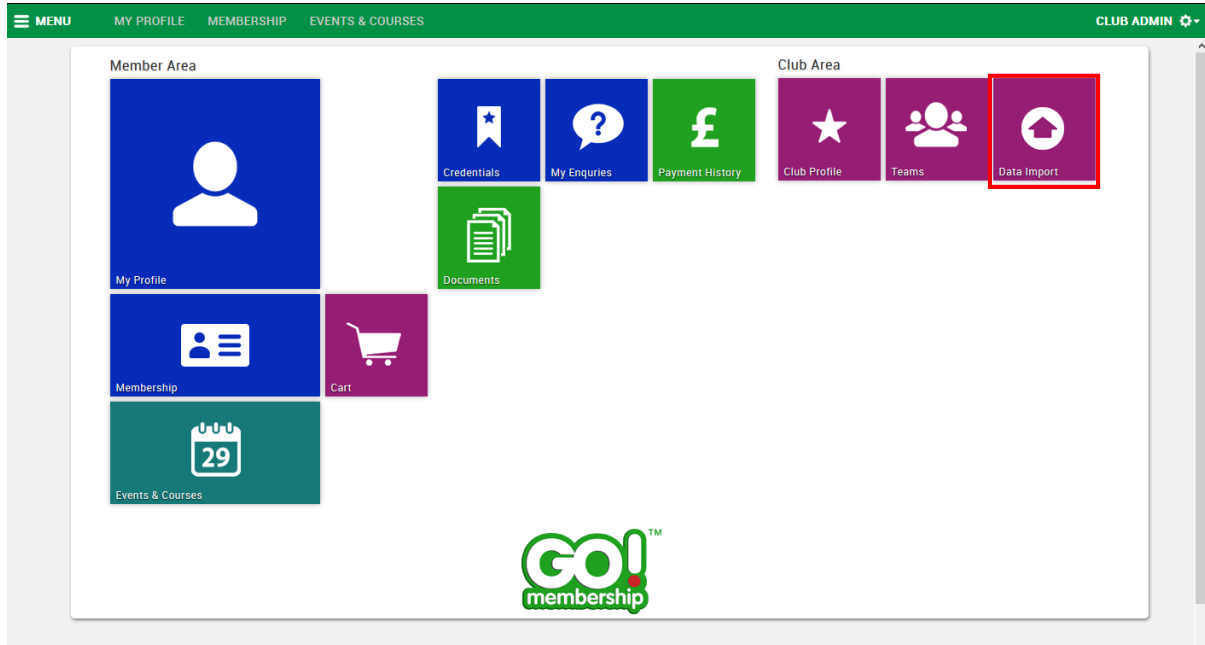 MENU MY PROFILE MEMBERSHIP EVENTS & COURSES CLUB ADMIN
Member Area
Club Area
?
£
Credentials
My Enquries
Payment History
Club Profile
Teams
Data Import
My Profile
Documents
Membership
Cart
29
Events & Courses
GO! TM
membership